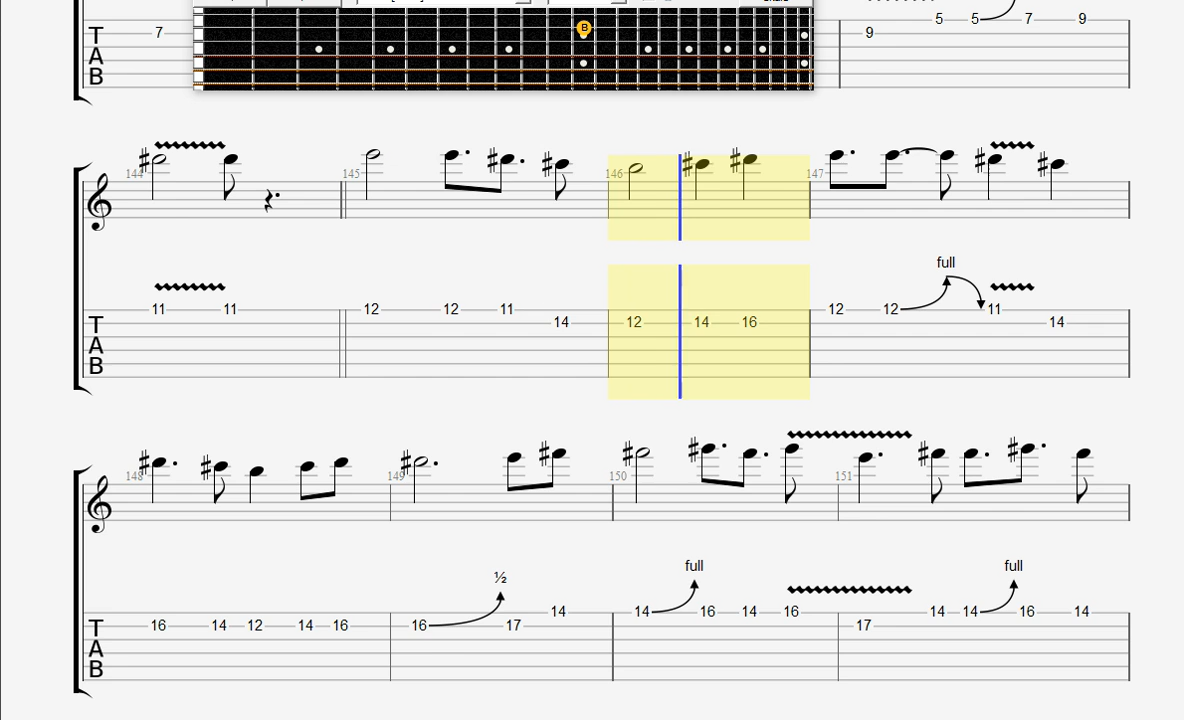 5 5 7 9
T 7 B 9
A
B
144 145 146 147
full
11 11 12 12 11 12 12 11
T 14 12 14 16 14
A
B
148 149 150 151
½ full full
14 14 16 14 16 14 14 16 14
T 16 14 12 14 16 16 17 17
A
B